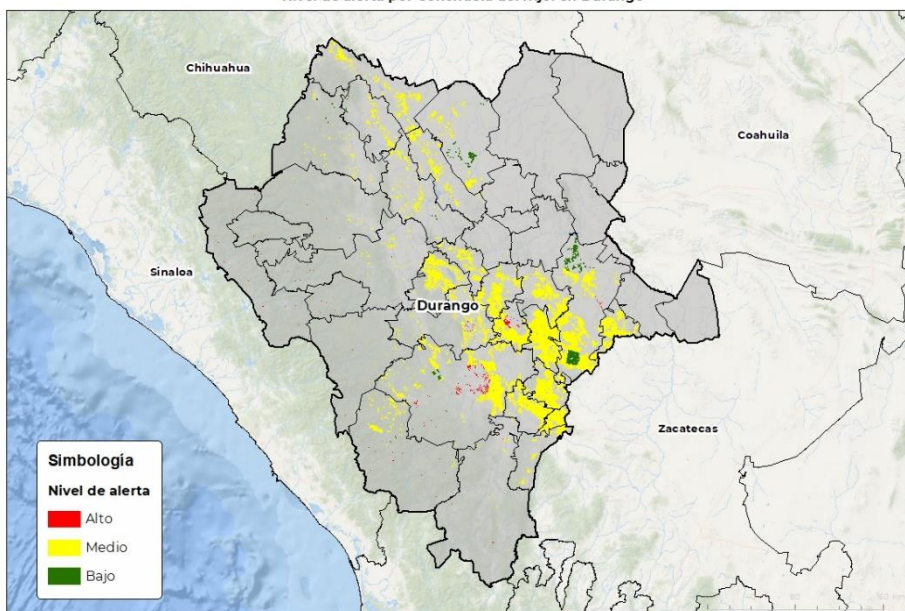 Chihuahua
Coahuila
Sinaloa
Durango
Zacatecas
Simbología
Nivel de alerta
Alto
Medio
Bajo